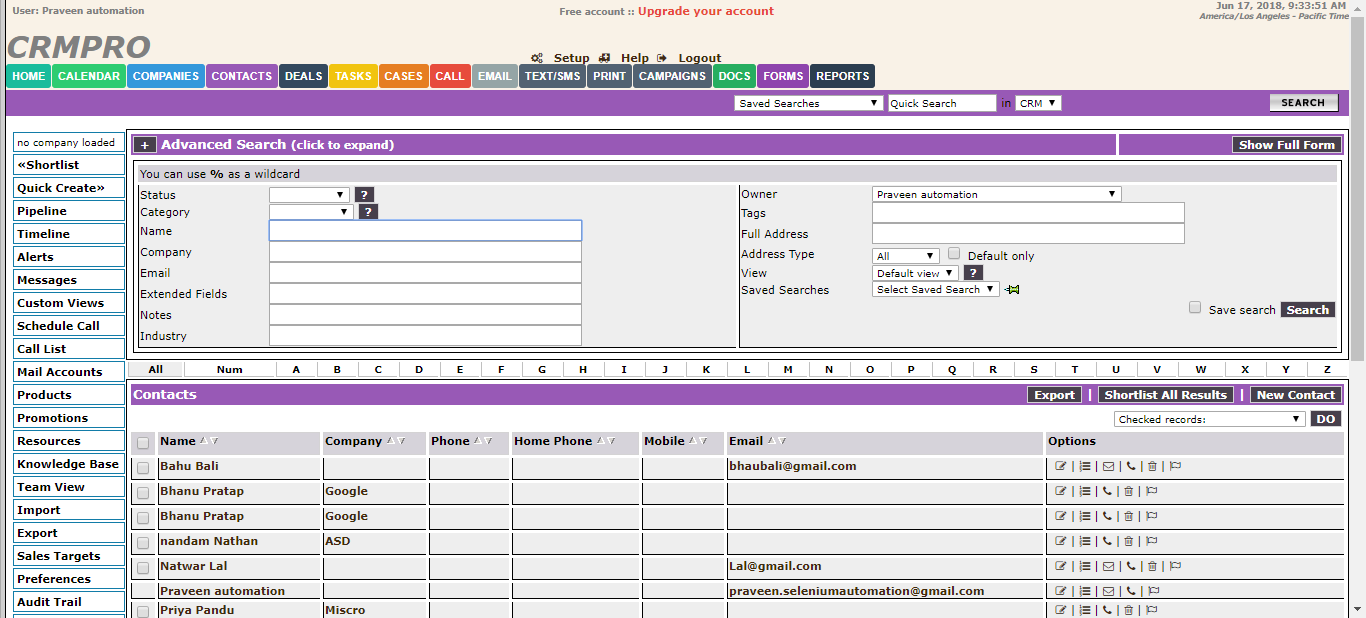 User: Praveen automation
Free account :: Upgrade your account
Jun 17, 2018, 9:33:51 AM
America/Los Angeles - Pacific Time
CRMPRO
Setup Help Logout
HOME CALENDAR COMPANIES CONTACTS DEALS TASKS CASES CALL EMAIL TEXT/SMS PRINT CAMPAIGNS DOCS FORMS REPORTS
Saved Searches Quick Search in CRM SEARCH
no company loaded
«Shortlist
Quick Create»
Pipeline
Timeline
Alerts
Messages
Custom Views
Schedule Call
Call List
Mail Accounts
Products
Promotions
Resources
Knowledge Base
Team View
Import
Export
Sales Targets
Preferences
Audit Trail
+ Advanced Search (click to expand) Show Full Form
You can use % as a wildcard
Status ?
Category ?
Name
Company
Email
Extended Fields
Notes
Industry
Owner Praveen automation
Tags
Full Address
Address Type All Default only
View Default view ?
Saved Searches Select Saved Search
Save search Search
All Num A B C D E F G H I J K L M N O P Q R S T U V W X Y Z
Contacts Export | Shortlist All Results | New Contact
Checked records: DO
Name Company Phone Home Phone Mobile Email Options
Bahu Bali bhaubali@gmail.com | | | | |
Bhanu Pratap Google | | | |
Bhanu Pratap Google | | | |
nandam Nathan ASD | | | |
Natwar Lal Lal@gmail.com | | | | |
Praveen automation praveen.seleniumautomation@gmail.com | | | |
Priya Pandu Miscro | | | |